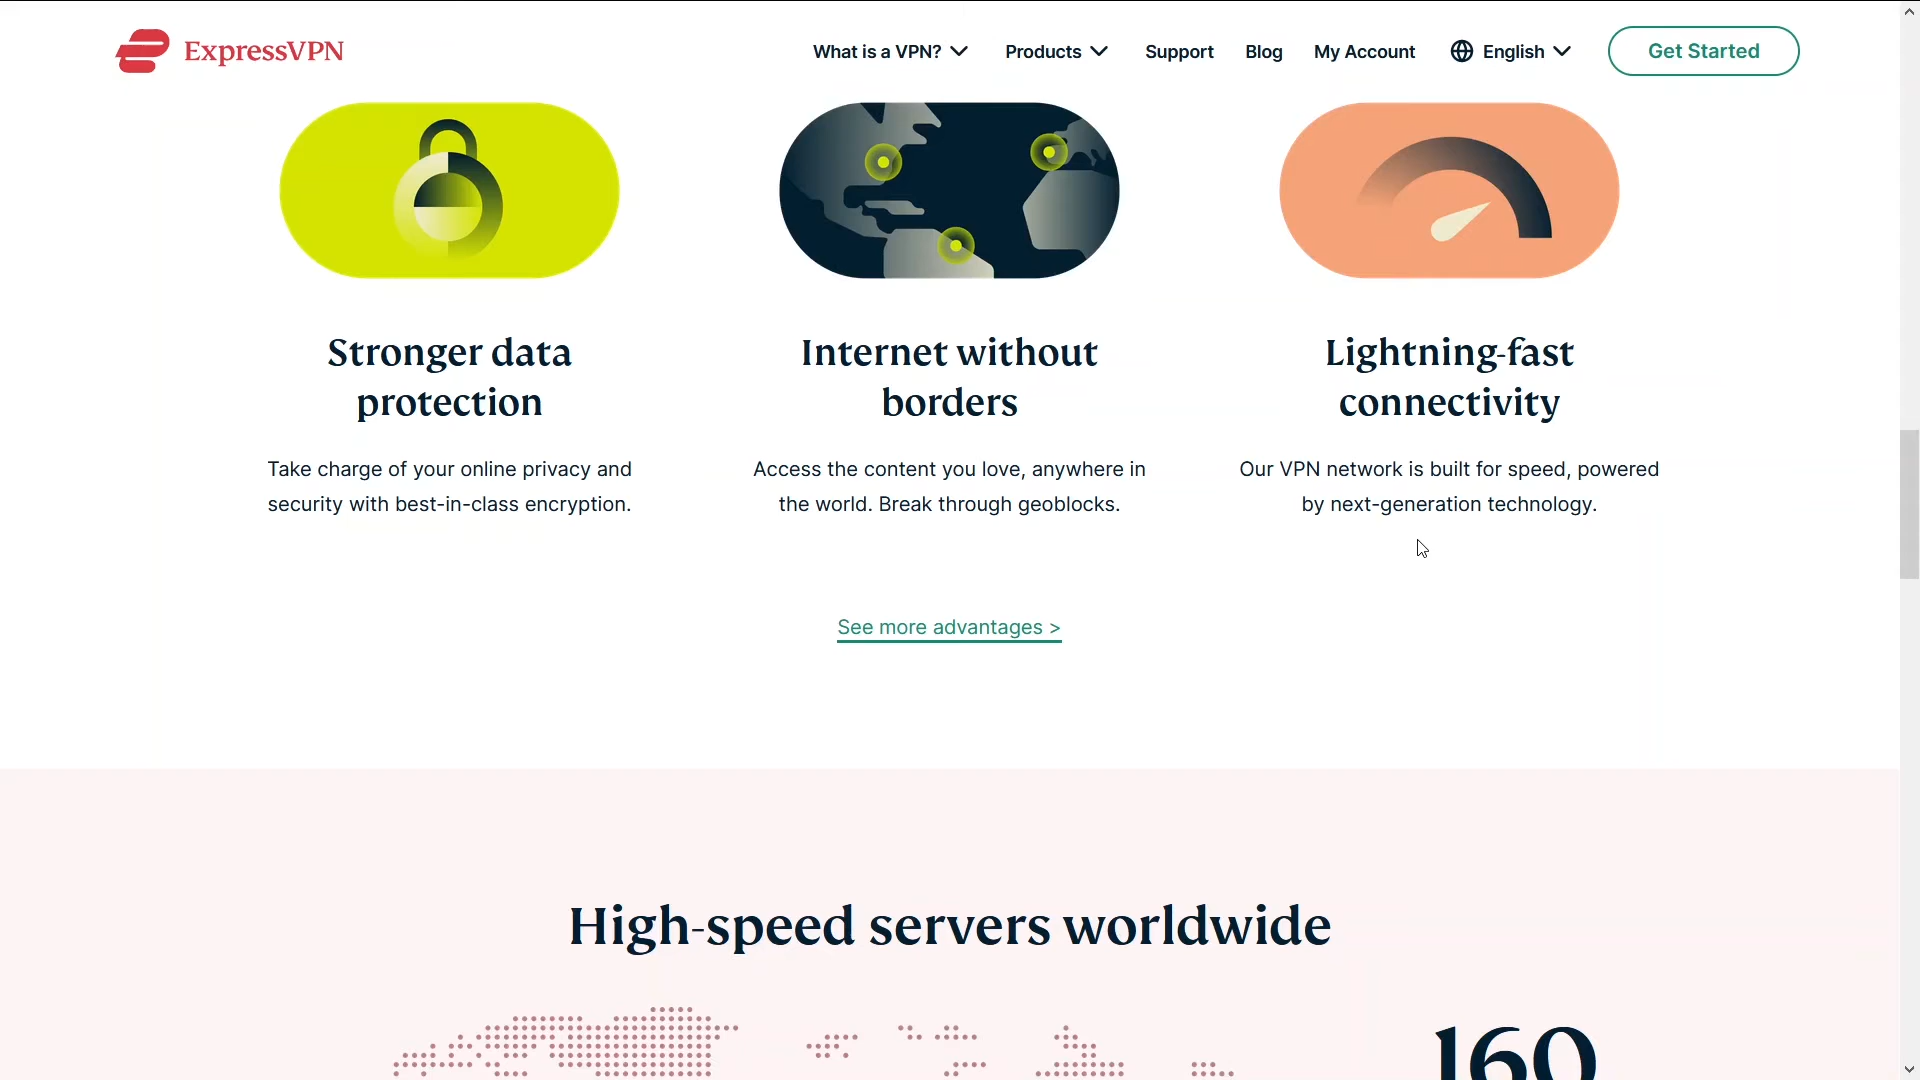 ExpressVPN
What is a VPN?
Products
Support
Blog
My Account
English
Get Started
Stronger data
protection
Take charge of your online privacy and
security with best-in-class encryption.
Internet without
borders
Access the content you love, anywhere in
the world. Break through geoblocks.
Lightning-fast
connectivity
Our VPN network is built for speed, powered
by next-generation technology.
See more advantages >
High-speed servers worldwide
160